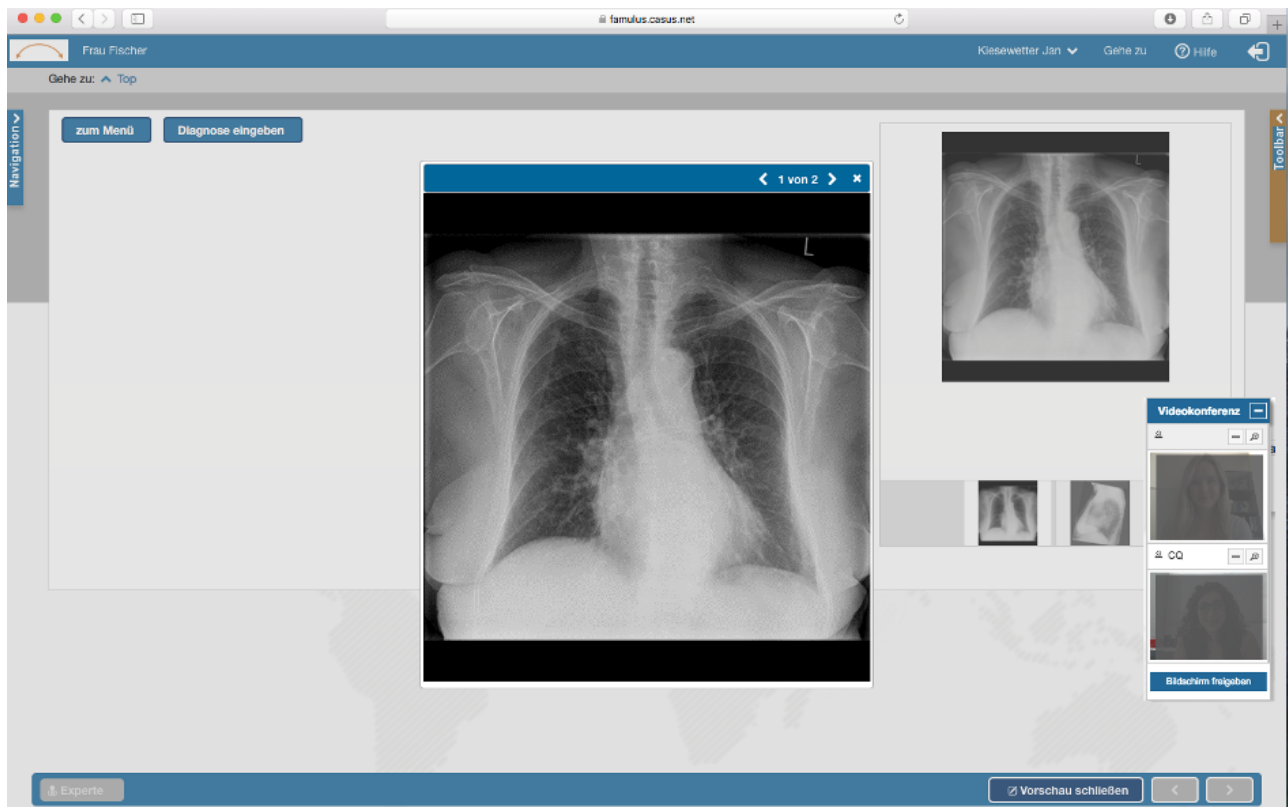 famulus.casus.net
Frau Fischer
Kiesewetter Jan
Gehe zu
Hilfe
Gehe zu: Top
Navigation
zum Menü
Diagnose eingeben
Toolbar
1 von 2
L
L
Videokonferenz
CQ
Bildschirm freigeben
Experte
Vorschau schließen